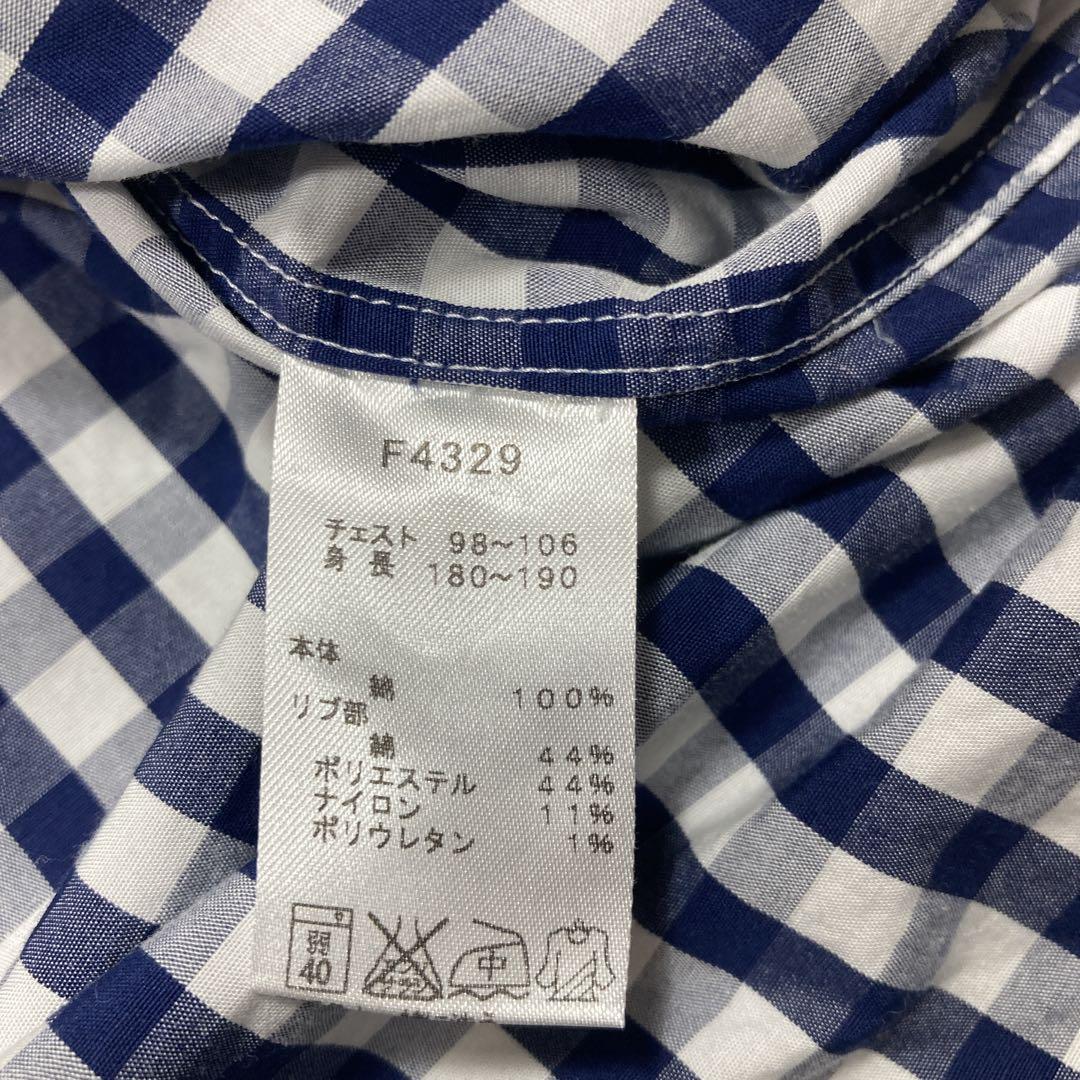 F4329
チェスト 98~106
身長 180~190
本体
綿 100%
リブ部
綿 44%
ポリエステル 44%
ナイロン 11%
ポリウレタン 1%
弱
40
中